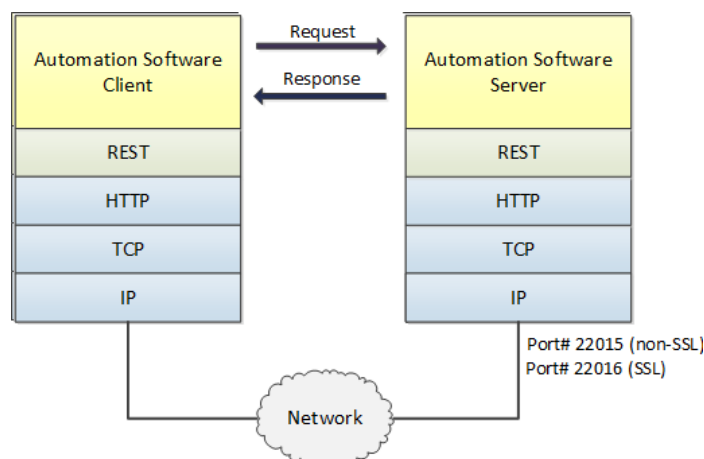 Automation Software
Client
Request
Response
Automation Software
Server
REST
HTTP
TCP
IP
REST
HTTP
TCP
IP
Port# 22015 (non-SSL)
Port# 22016 (SSL)
Network